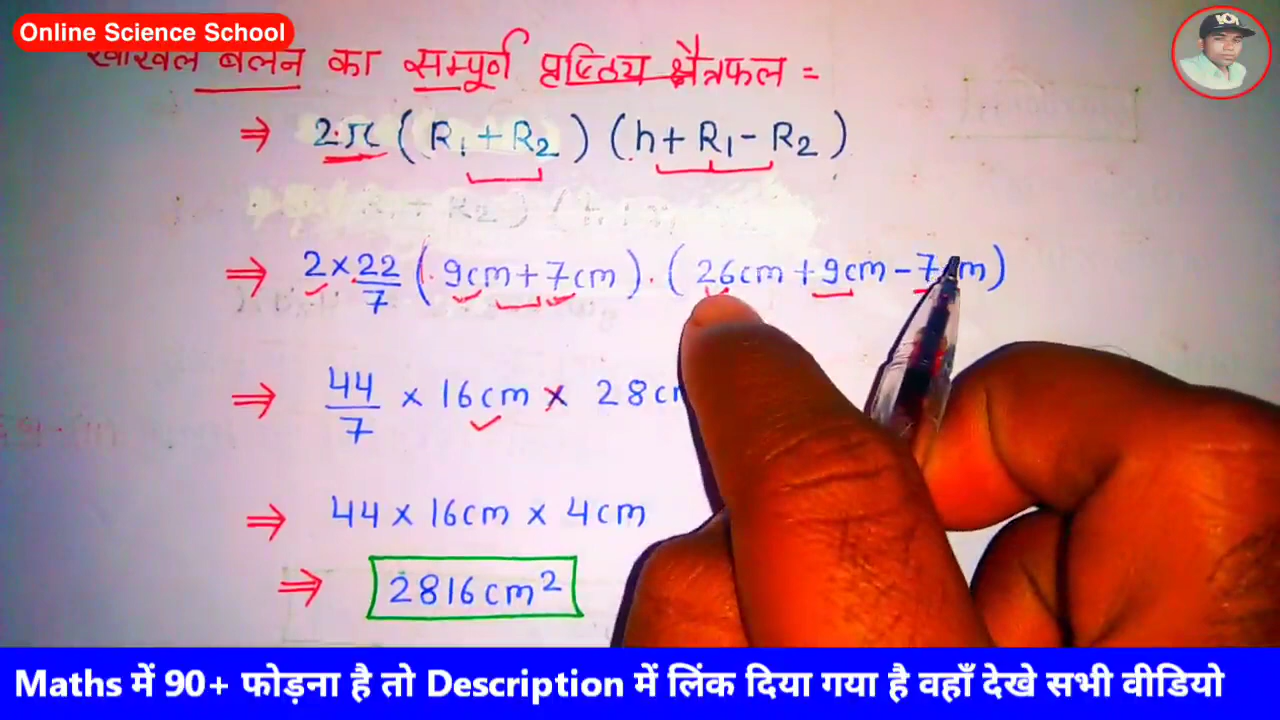 Online Science School
खोखले बेलन का सम्पूर्ण पृष्ठिय क्षेत्रफल =
⇒ 2.π (R₁ + R₂) (h + R₁ - R₂)
⇒ 2 × 22/7 (9cm + 7cm) . (26cm + 9cm - 7cm)
⇒ 44/7 × 16cm × 28cm
⇒ 44 × 16cm × 4cm
⇒ 2816cm²
Maths में 90+ फोड़ना है तो Description में लिंक दिया गया है वहाँ देखे सभी वीडियो